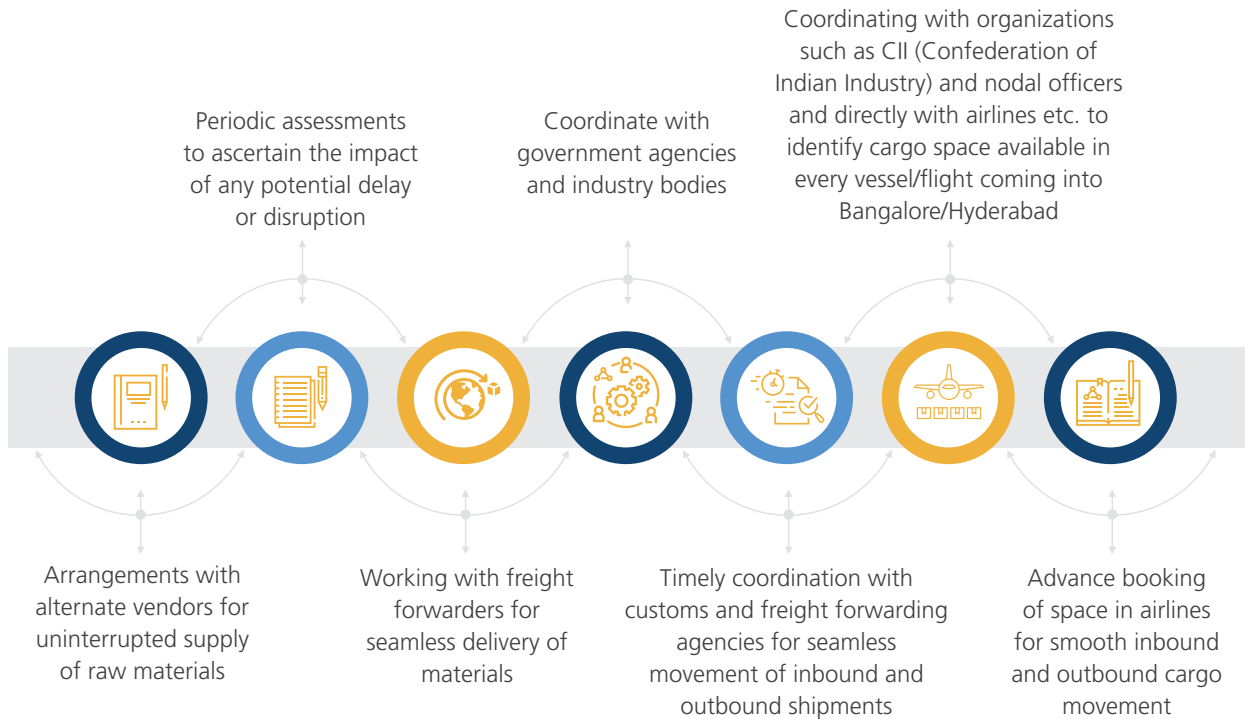 Arrangements with
alternate vendors for
uninterrupted supply
of raw materials
Periodic assessments
to ascertain the impact
of any potential delay
or disruption
Working with freight
forwarders for
seamless delivery of
materials
Coordinate with
government agencies
and industry bodies
Timely coordination with
customs and freight forwarding
agencies for seamless
movement of inbound and
outbound shipments
Coordinating with organizations
such as CII (Confederation of
Indian Industry) and nodal officers
and directly with airlines etc. to
identify cargo space available in
every vessel/flight coming into
Bangalore/Hyderabad
Advance booking
of space in airlines
for smooth inbound
and outbound cargo
movement